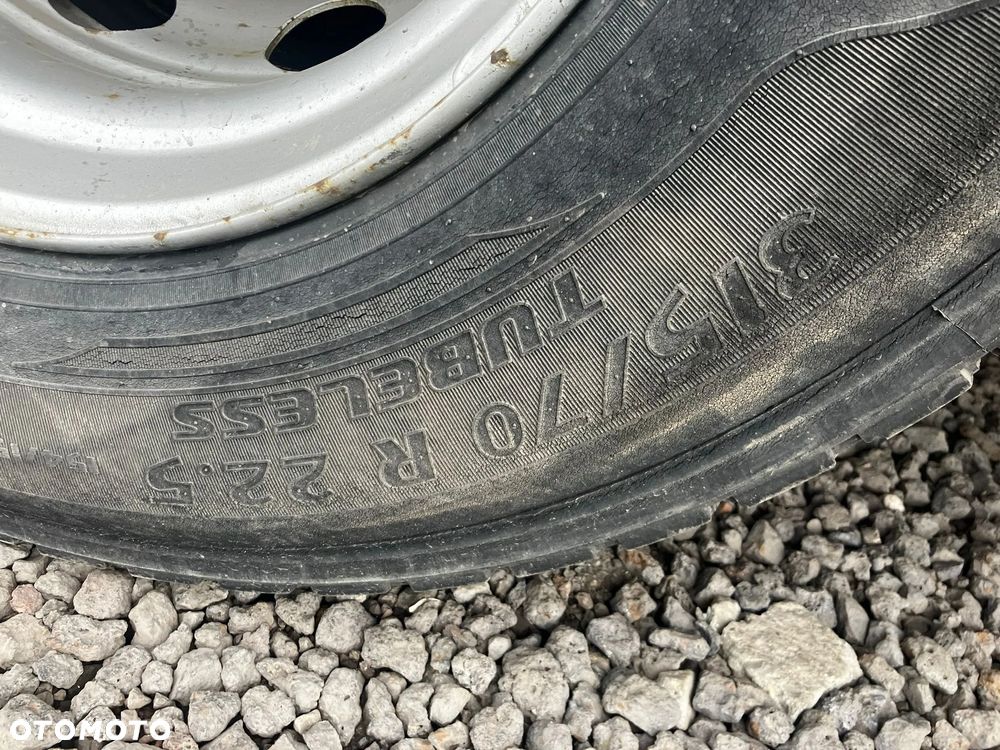 315/70 R 22.5
TUBELESS
OTOMOTO